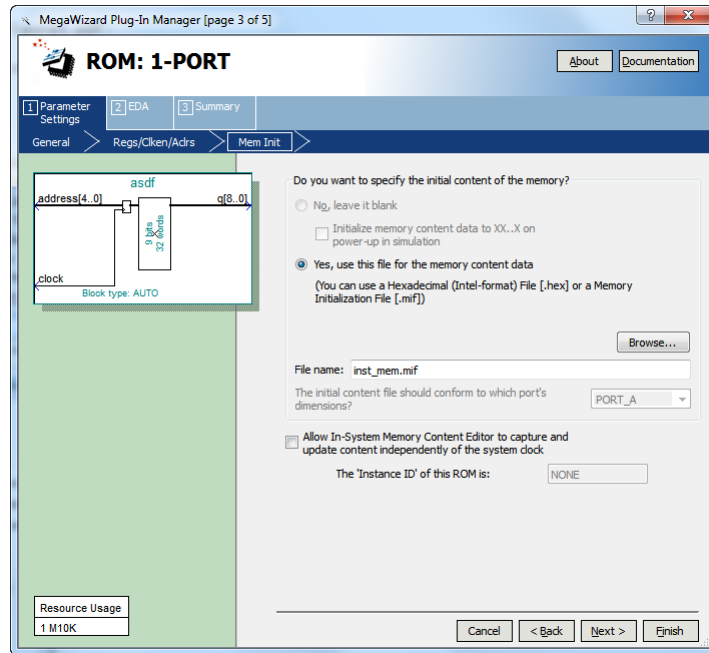 MegaWizard Plug-In Manager [page 3 of 5]
ROM: 1-PORT
About
Documentation
1 Parameter Settings
2 EDA
3 Summary
General
Regs/Clken/Aclrs
Mem Init
asdf
address[4..0]
q[8..0]
9 bits
32 words
clock
Block type: AUTO
Do you want to specify the initial content of the memory?
No, leave it blank
Initialize memory content data to XX..X on
power-up in simulation
Yes, use this file for the memory content data
(You can use a Hexadecimal (Intel-format) File [.hex] or a Memory
Initialization File [.mif])
Browse...
File name: inst_mem.mif
The initial content file should conform to which port's
dimensions?
PORT_A
Allow In-System Memory Content Editor to capture and
update content independently of the system clock
The 'Instance ID' of this ROM is: NONE
Resource Usage
1 M10K
Cancel
< Back
Next >
Finish